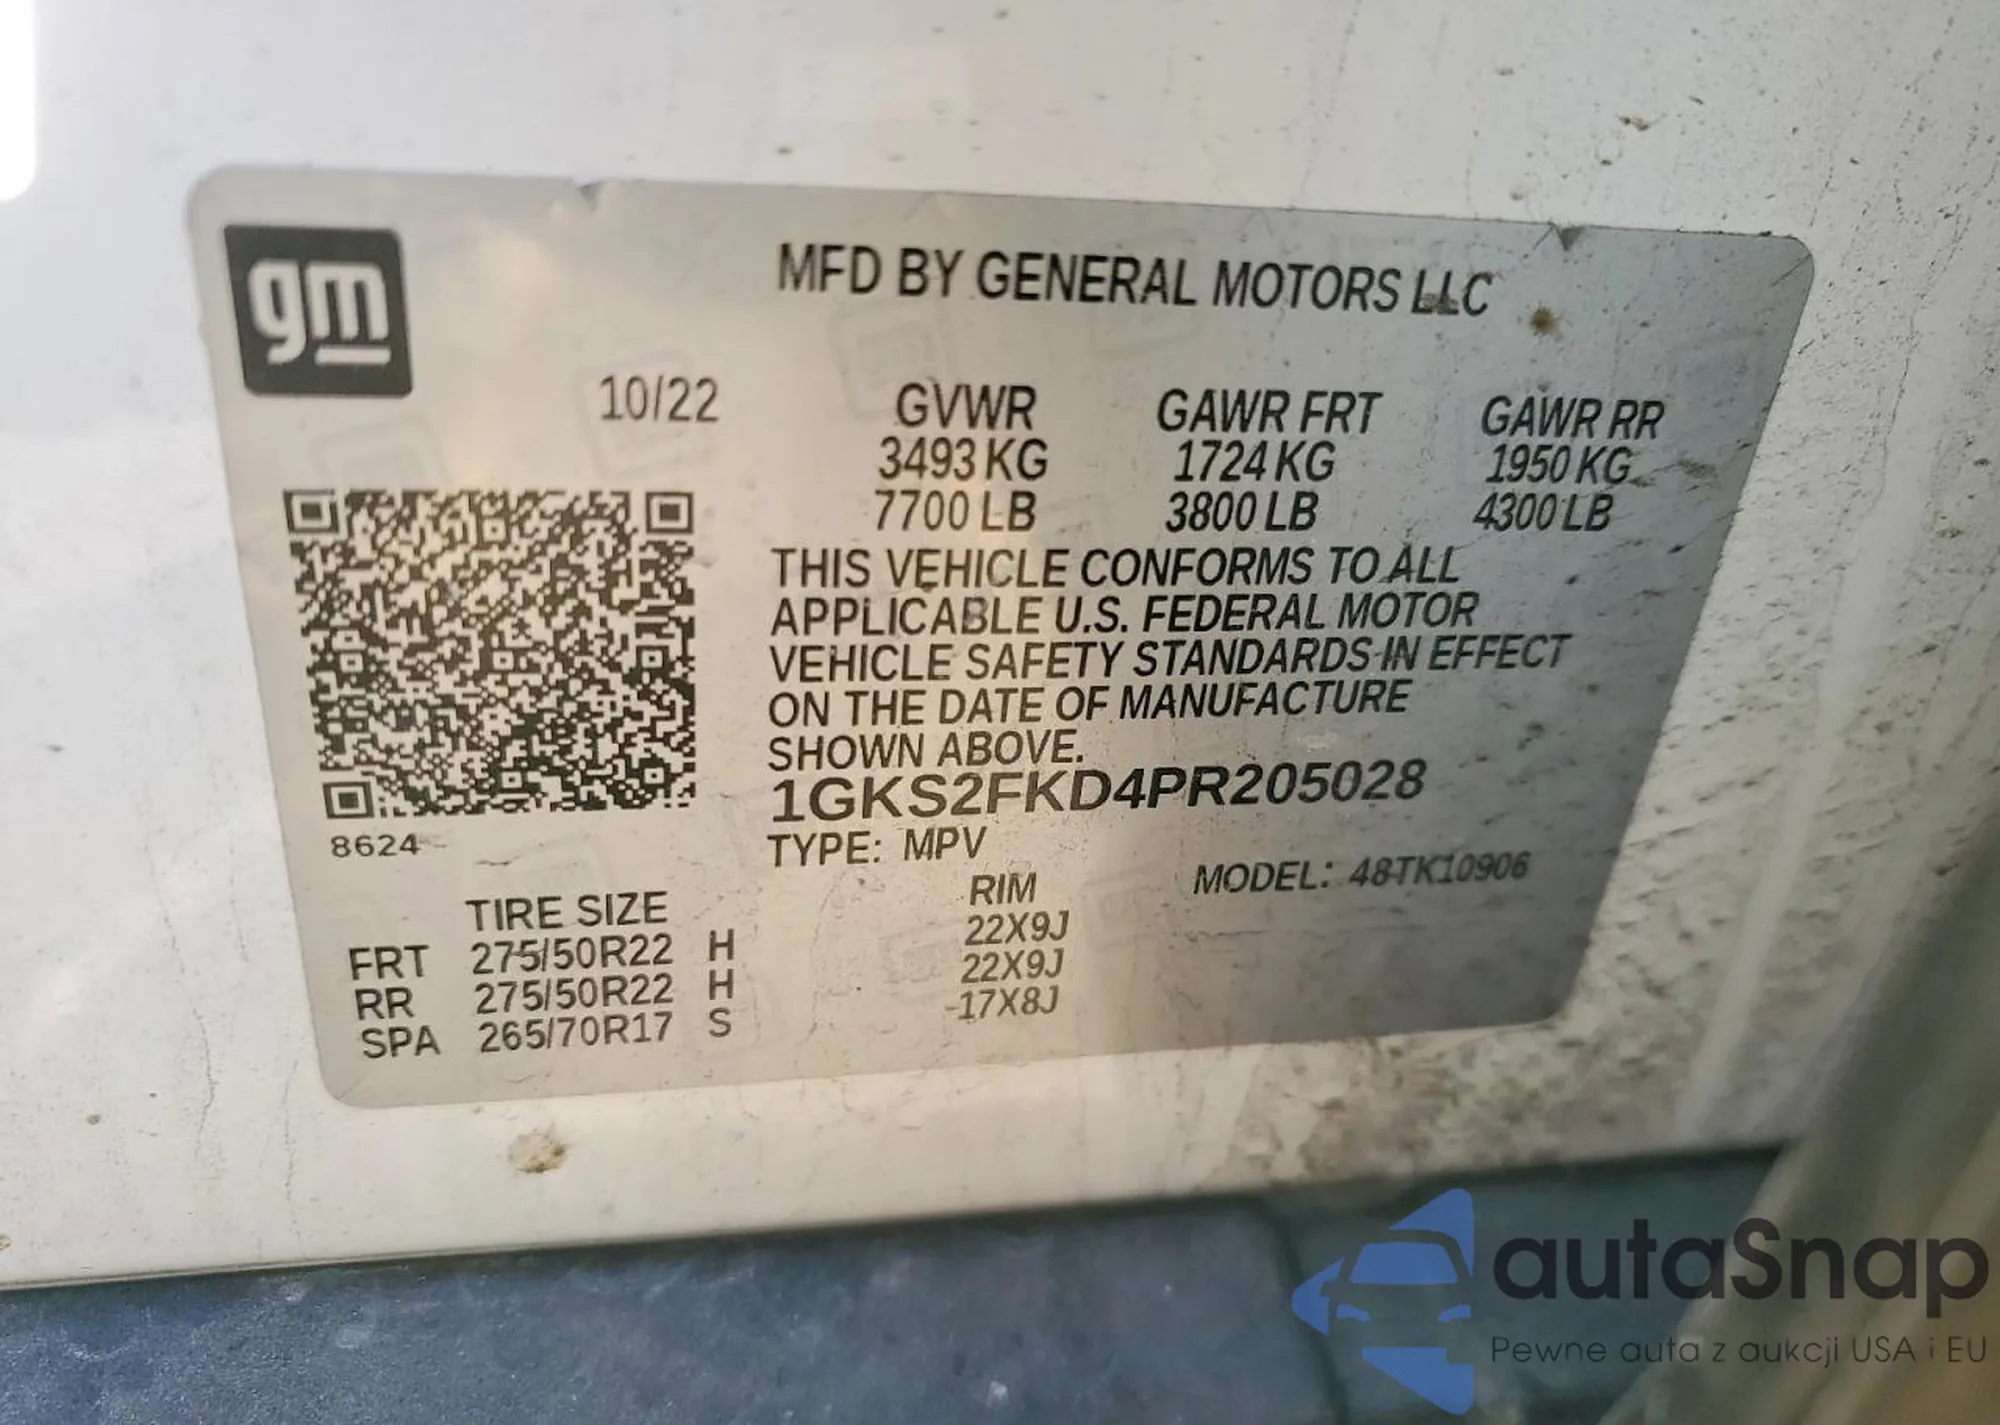 gm
MFD BY GENERAL MOTORS LLC
10/22
GVWR GAWR FRT GAWR RR
3493 KG 1724 KG 1950 KG
7700 LB 3800 LB 4300 LB
THIS VEHICLE CONFORMS TO ALL
APPLICABLE U.S. FEDERAL MOTOR
VEHICLE SAFETY STANDARDS IN EFFECT
ON THE DATE OF MANUFACTURE
SHOWN ABOVE.
1GKS2FKD4PR205028
8624
TYPE: MPV MODEL: 48TK10906
TIRE SIZE RIM
FRT 275/50R22 H 22X9J
RR 275/50R22 H 22X9J
SPA 265/70R17 S 17X8J
autaSnap
Pewne auta z aukcji USA i EU